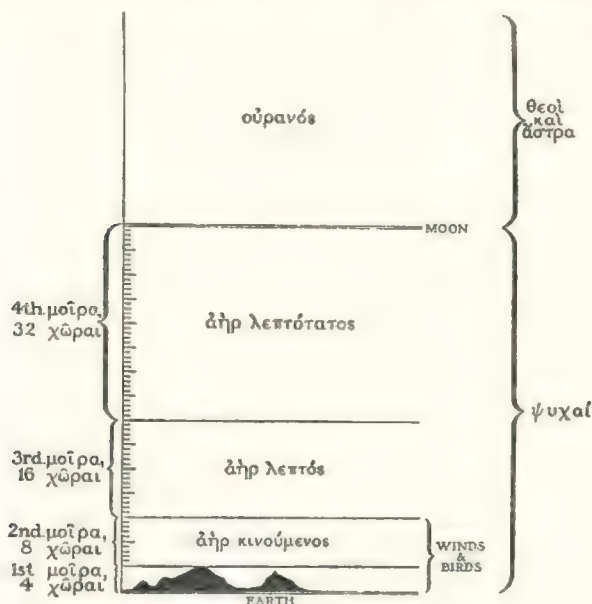 οὐρανός
θεοὶ
καὶ
ἄστρα
MOON
4th. μοῖρα,
32 χῶραι
ἀὴρ λεπτότατος
ψυχαί
3rd. μοῖρα,
16 χῶραι
ἀὴρ λεπτός
2nd. μοῖρα,
8 χῶραι
ἀὴρ κινούμενος
WINDS
&
BIRDS
1st μοῖρα,
4 χῶραι
EARTH